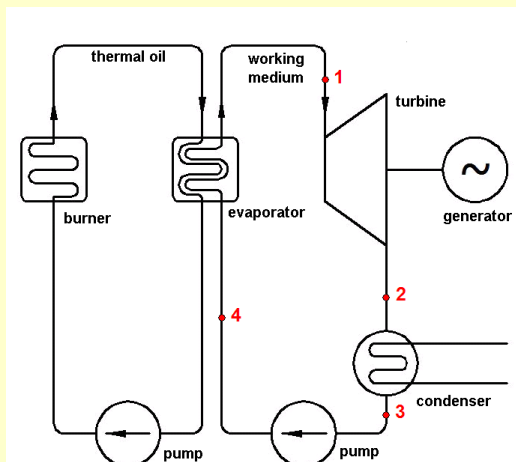 thermal oil
working
medium
1
turbine
burner
evaporator
generator
~
2
4
condenser
3
pump
pump